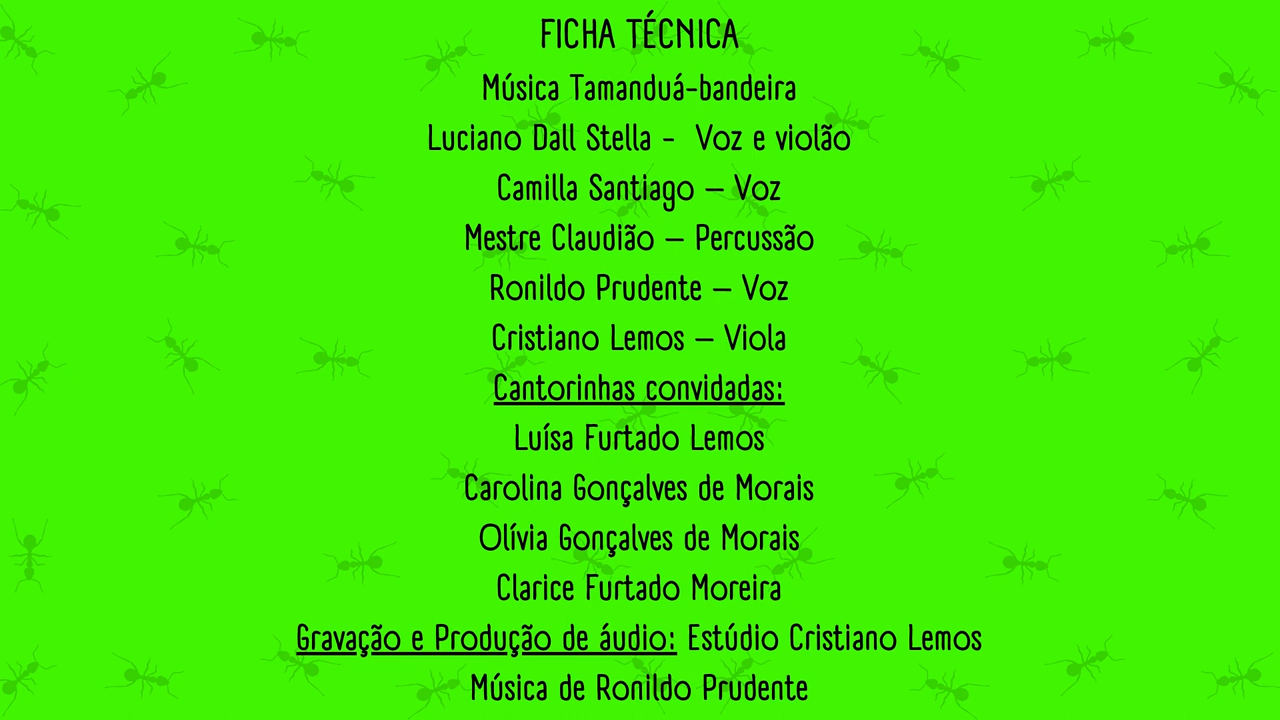 FICHA TÉCNICA
Música Tamanduá-bandeira
Luciano Dall Stella - Voz e violão
Camilla Santiago – Voz
Mestre Claudião – Percussão
Ronildo Prudente – Voz
Cristiano Lemos – Viola
Cantorinhas convidadas:
Luísa Furtado Lemos
Carolina Gonçalves de Morais
Olívia Gonçalves de Morais
Clarice Furtado Moreira
Gravação e Produção de áudio: Estúdio Cristiano Lemos
Música de Ronildo Prudente